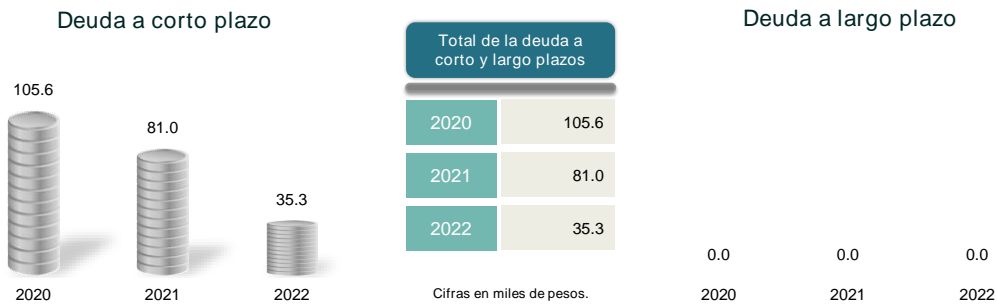 Deuda a corto plazo
105.6
81.0
35.3
2020 2021 2022
Total de la deuda a
corto y largo plazos
2020 105.6
2021 81.0
2022 35.3
Cifras en miles de pesos.
Deuda a largo plazo
0.0 0.0 0.0
2020 2021 2022